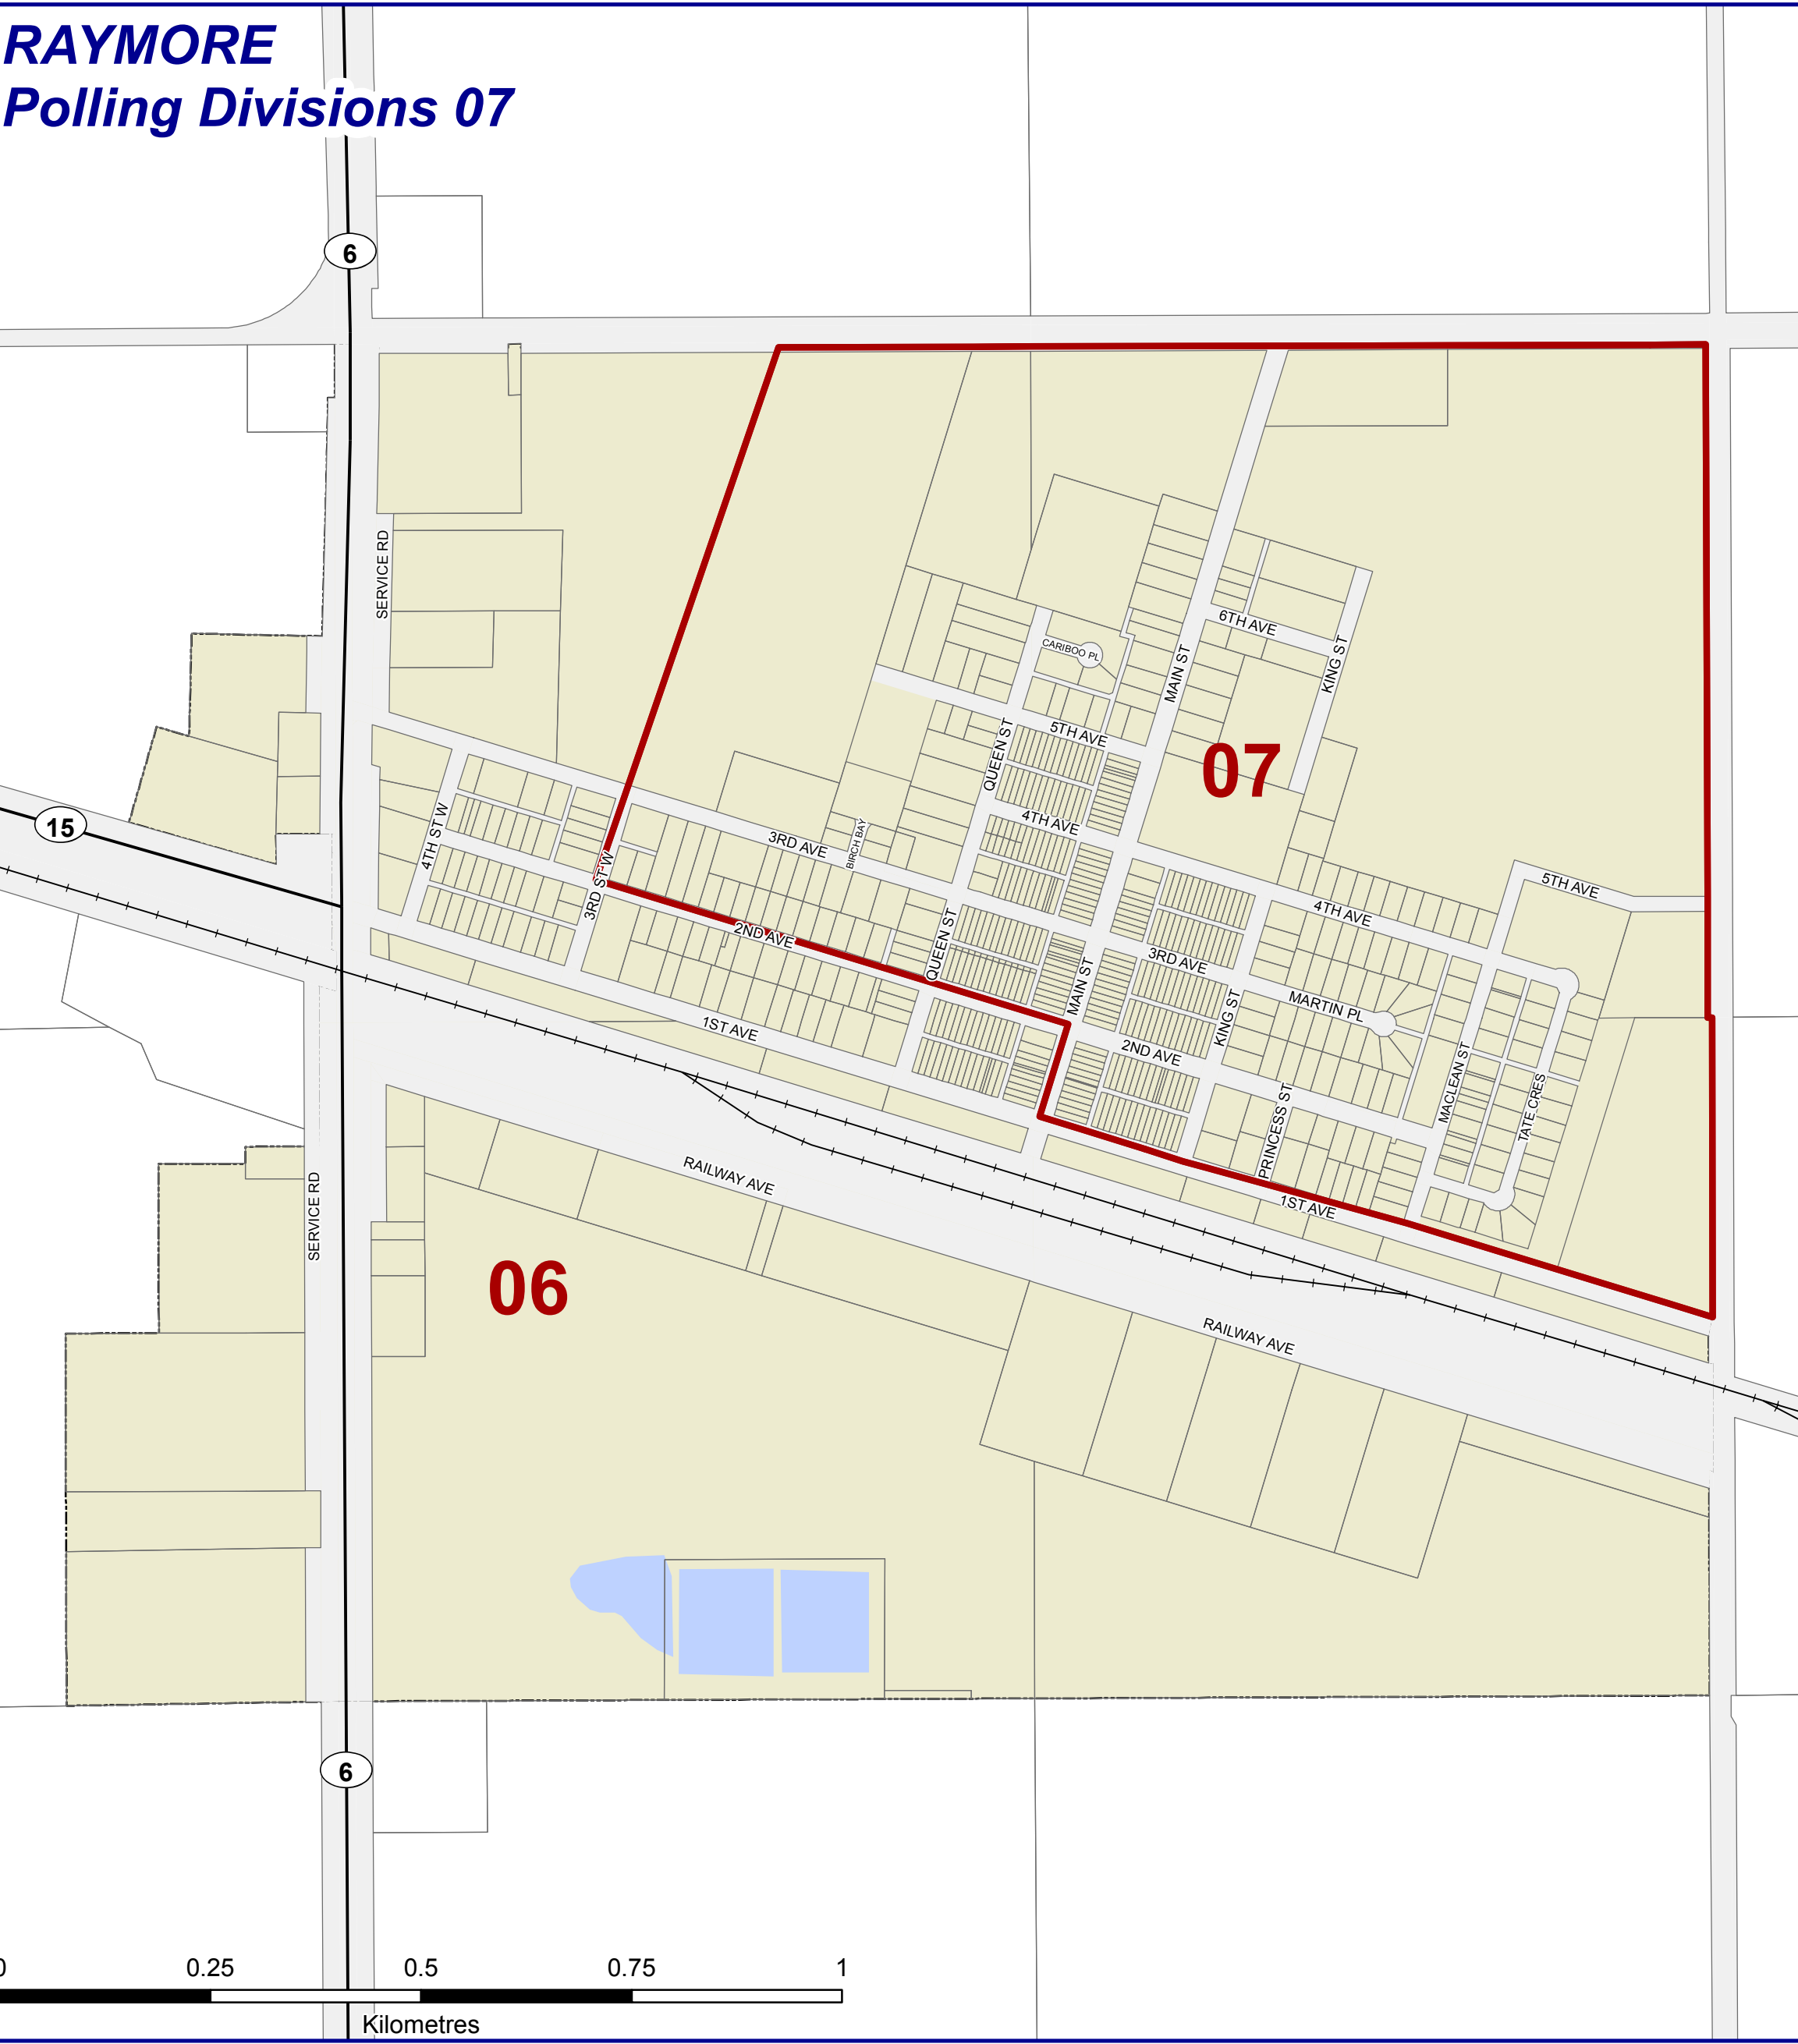 RAYMORE
Polling Divisions 07
6
SERVICE RD
6TH AVE
CARIBOO PL
KING ST
MAIN ST
5TH AVE
QUEEN ST
07
15
4TH AVE
4TH ST W
3RD AVE
BIRCH BAY
3RD ST W
5TH AVE
4TH AVE
2ND AVE
QUEEN ST
3RD AVE
MAIN ST
MARTIN PL
KING ST
1ST AVE
2ND AVE
MACLEAN ST
TATE CRES
PRINCESS ST
RAILWAY AVE
1ST AVE
SERVICE RD
06
RAILWAY AVE
6
0 0.25 0.5 0.75 1
Kilometres